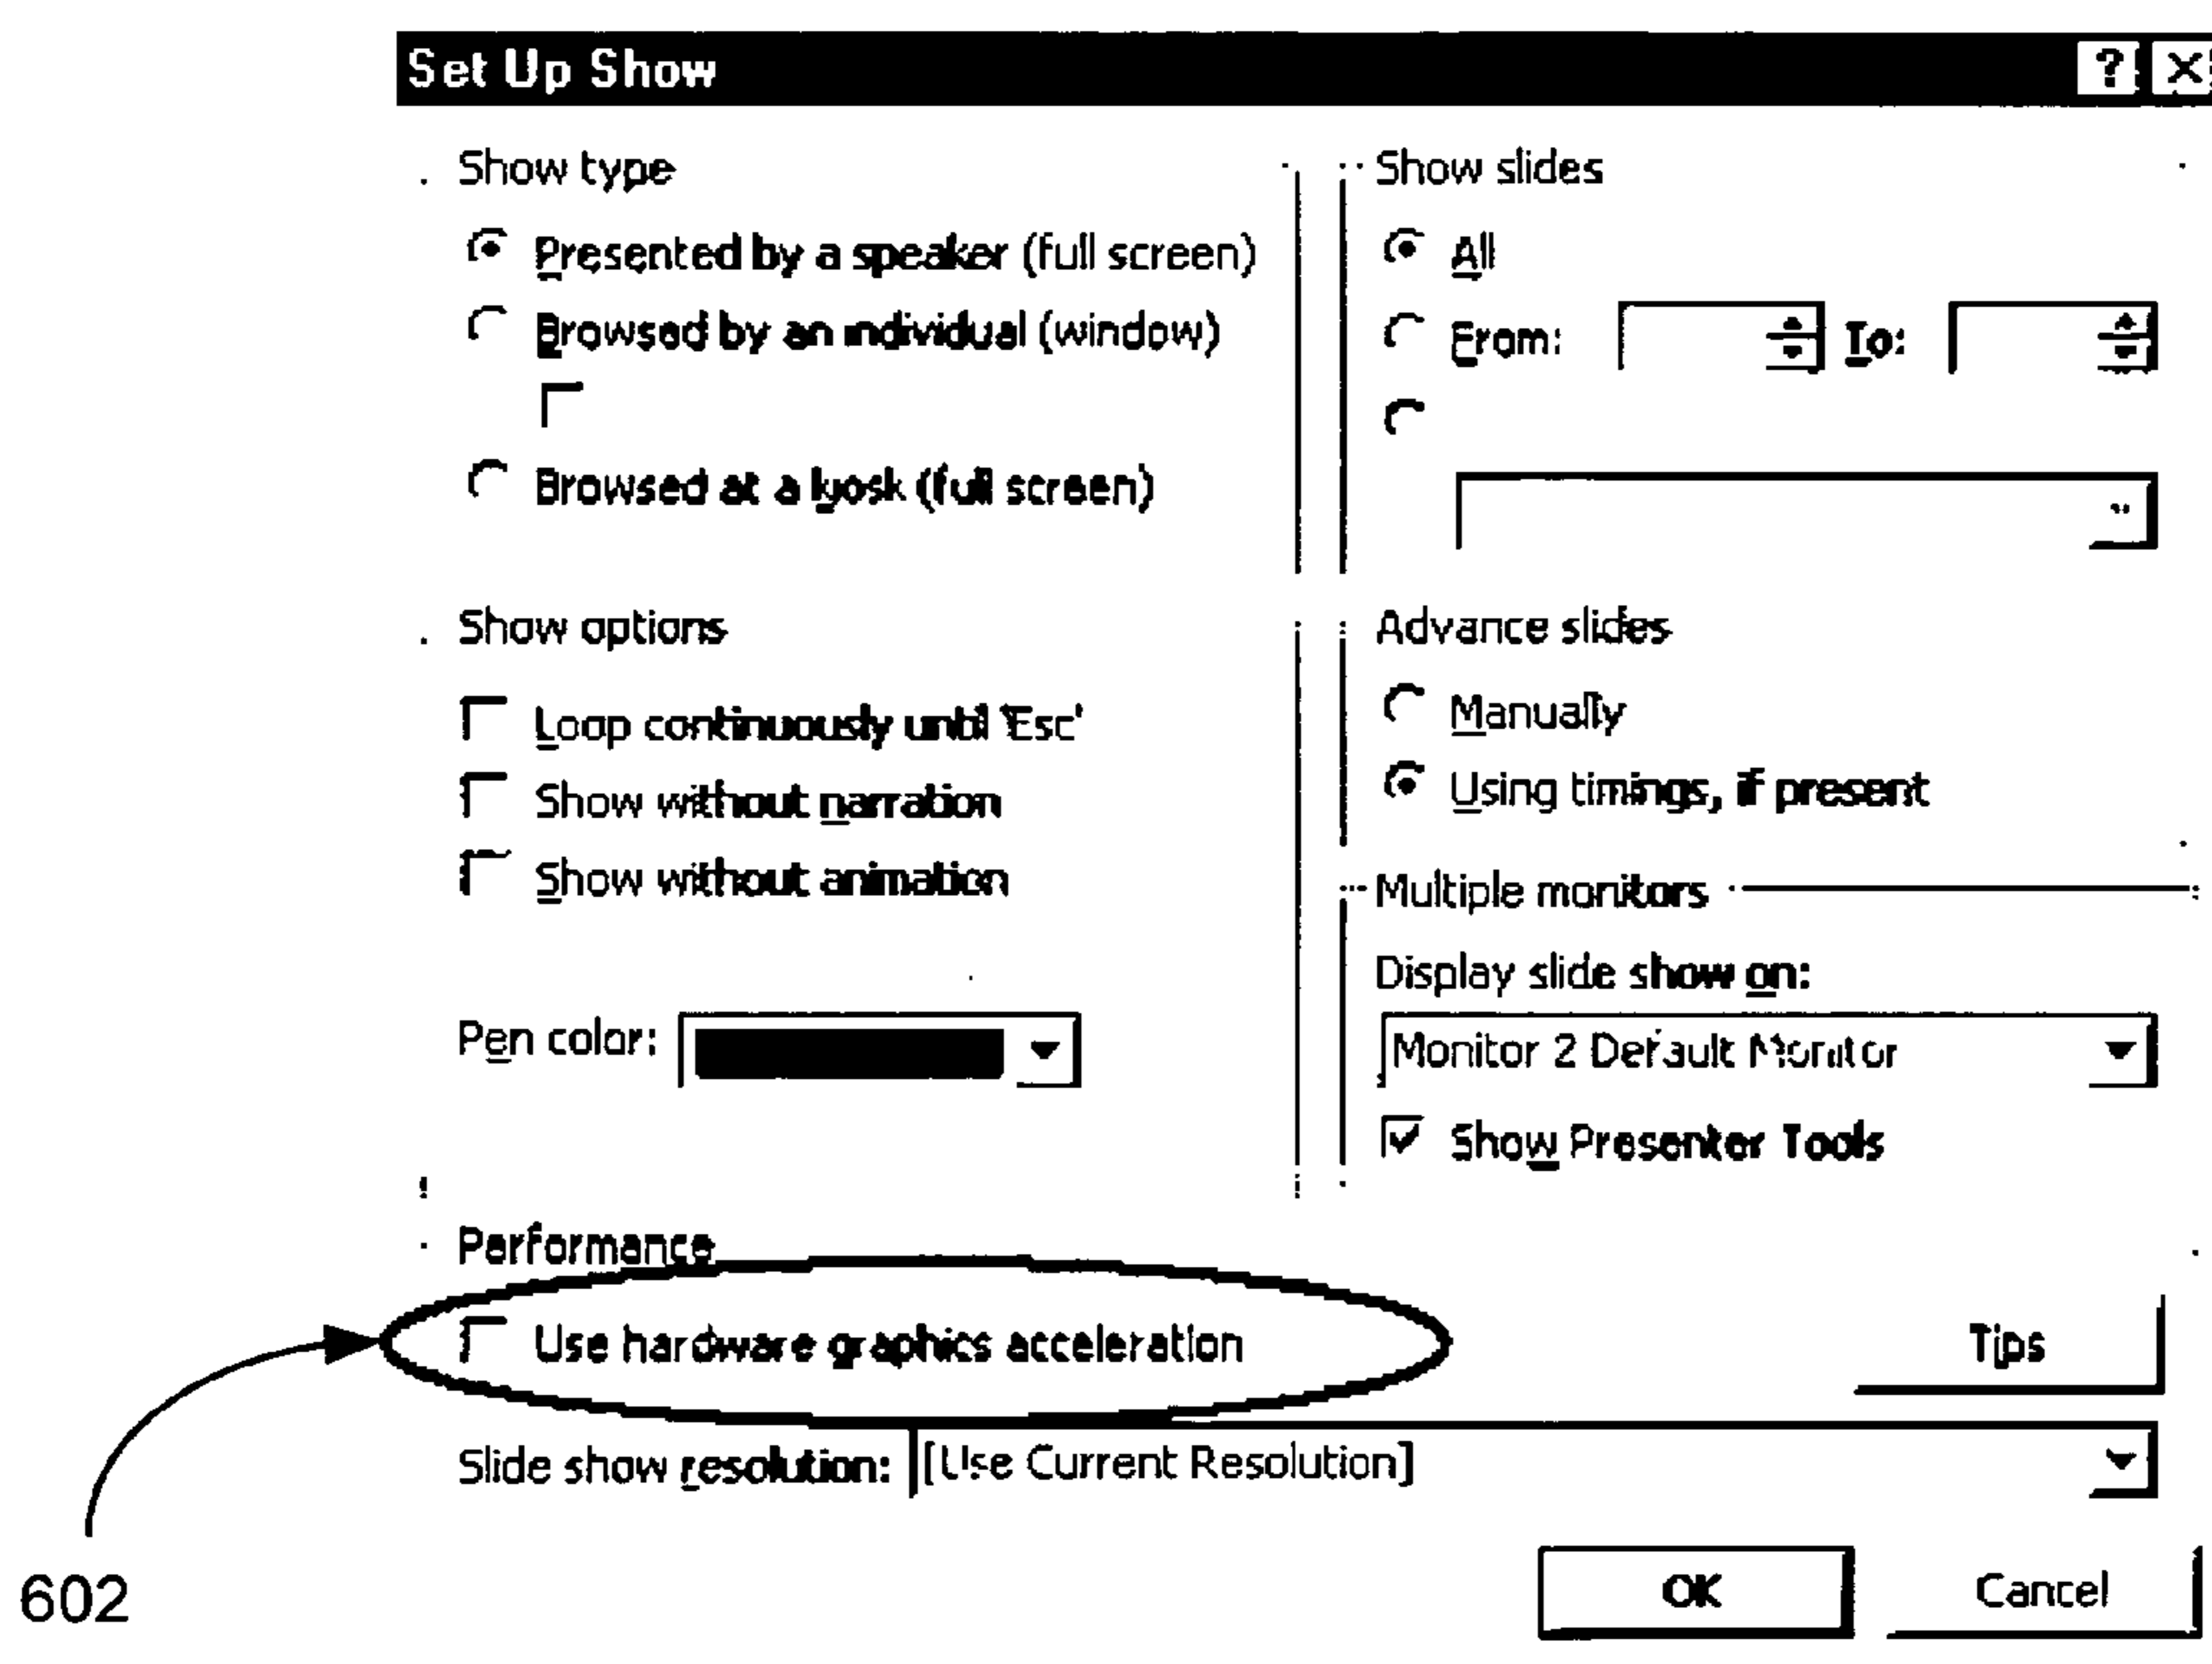 Set Up Show ? X
Show type
Presented by a speaker (full screen)
Browsed by an individual (window)
Browsed at a kiosk (full screen)
Show slides
All
From: To:
Show options
Loop continuously until 'Esc'
Show without narration
Show without animation
Pen color:
Advance slides
Manually
Using timings, if present
Multiple monitors
Display slide show on:
Monitor 2 Default Monitor
Show Presenter Tools
Performance
Use hardware graphics acceleration
Tips
Slide show resolution: [Use Current Resolution]
OK Cancel
602